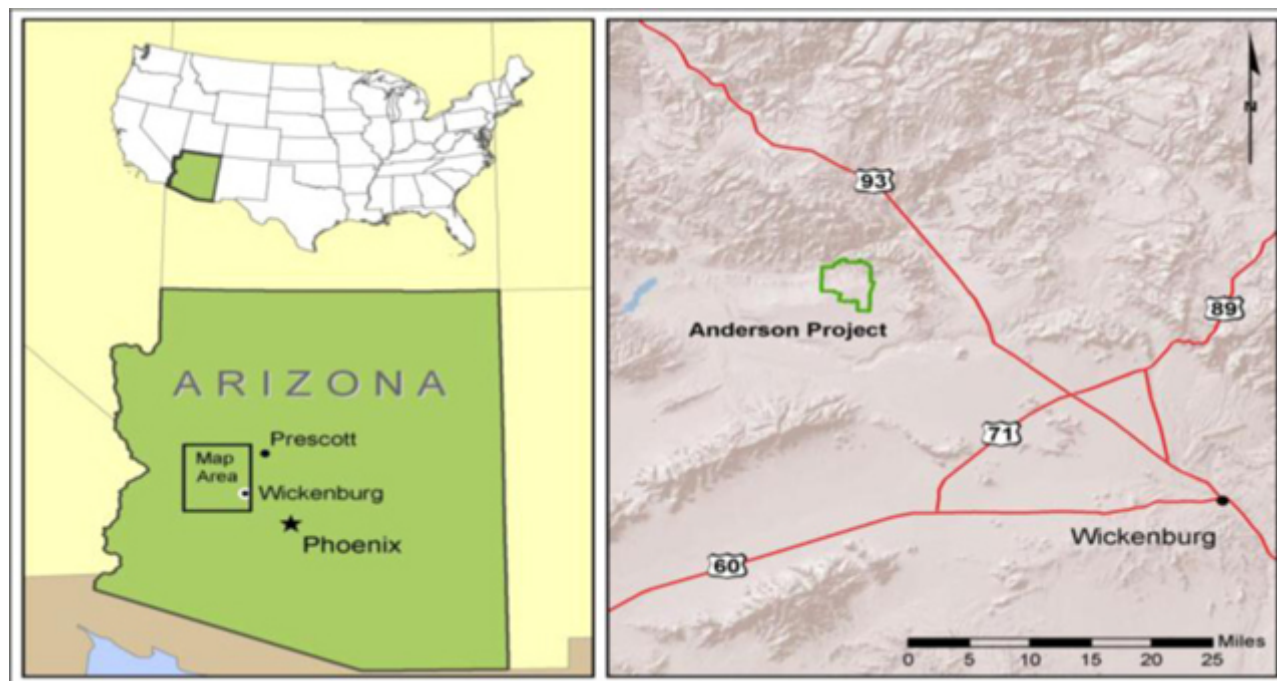 ARIZONA
Prescott
Map
Area
Wickenburg
Phoenix
N
93
89
Anderson Project
71
Wickenburg
60
Miles
0 5 10 15 20 25